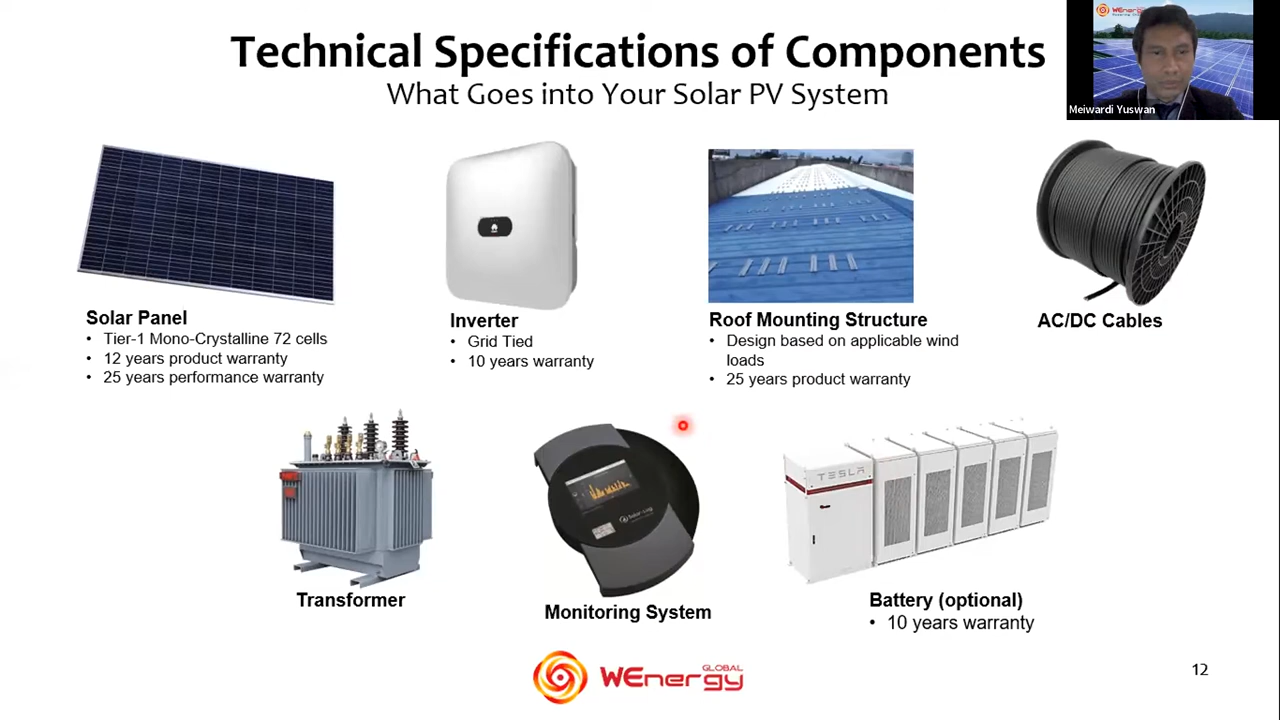 Technical Specifications of Components
What Goes into Your Solar PV System
WEnergy
Meiwardi Yuswan
Solar Panel
• Tier-1 Mono-Crystalline 72 cells
• 12 years product warranty
• 25 years performance warranty
Inverter
• Grid Tied
• 10 years warranty
Roof Mounting Structure
• Design based on applicable wind
loads
• 25 years product warranty
AC/DC Cables
Transformer
Solar-Log
Monitoring System
TESLA
Battery (optional)
• 10 years warranty
WEnergy GLOBAL
12